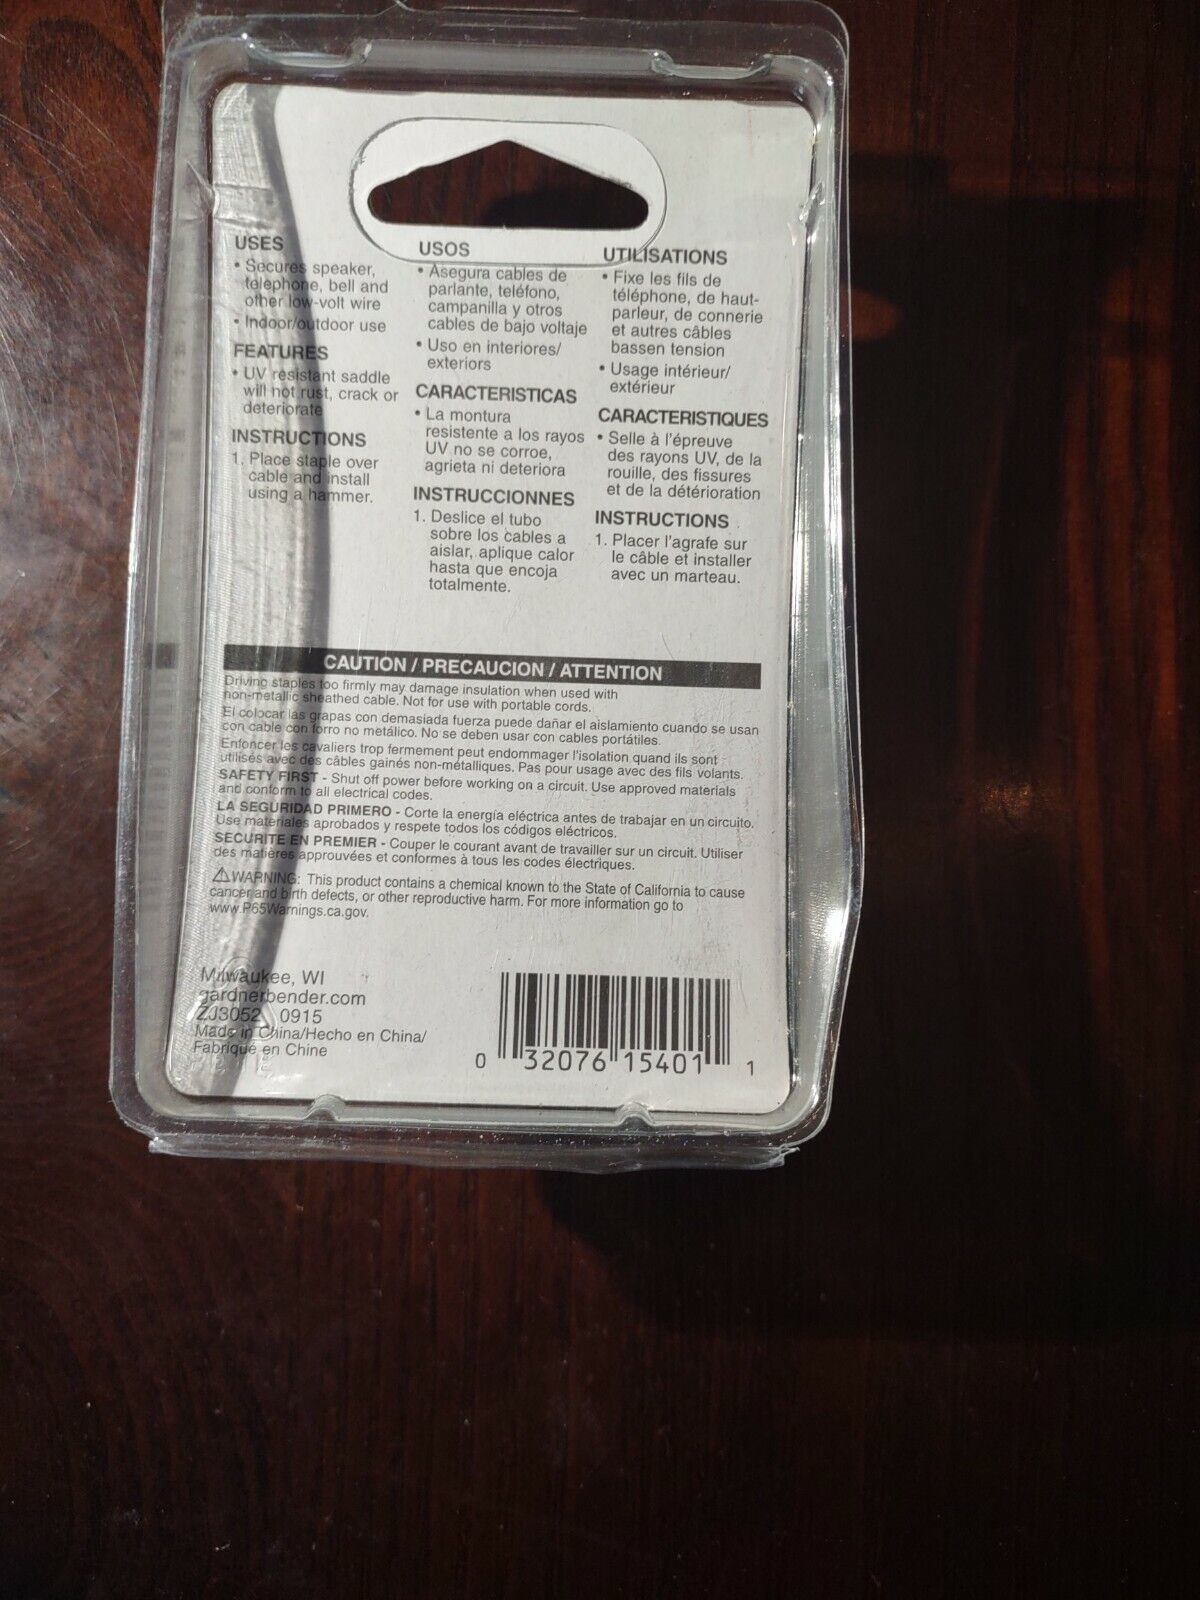 USES
• Secures speaker,
telephone, bell and
other low-volt wire
• Indoor/outdoor use
FEATURES
• UV resistant saddle
will not rust, crack or
deteriorate
INSTRUCTIONS
1. Place staple over
cable and install
using a hammer.
USOS
• Asegura cables de
parlante, teléfono,
campanilla y otros
cables de bajo voltaje
• Uso en interiores/
exteriors
CARACTERISTICAS
• La montura
resistente a los rayos
UV no se corroe,
agrieta ni deteriora
INSTRUCCIONNES
1. Deslice el tubo
sobre los cables a
aislar, aplique calor
hasta que encoja
totalmente.
UTILISATIONS
• Fixe les fils de
téléphone, de haut-
parleur, de connerie
et autres câbles
bassen tension
• Usage intérieur/
extérieur
CARACTERISTIQUES
• Selle à l'épreuve
des rayons UV, de la
rouille, des fissures
et de la détérioration
INSTRUCTIONS
1. Placer l'agrafe sur
le câble et installer
avec un marteau.
CAUTION / PRECAUCION / ATTENTION
Driving staples too firmly may damage insulation when used with
non-metallic sheathed cable. Not for use with portable cords.
El colocar las grapas con demasiada fuerza puede dañar el aislamiento cuando se usan
con cable con forro no metálico. No se deben usar con cables portátiles.
Enfoncer les cavaliers trop fermement peut endommager l'isolation quand ils sont
utilisés avec des câbles gainés non-métalliques. Pas pour usage avec des fils volants.
SAFETY FIRST - Shut off power before working on a circuit. Use approved materials
and conform to all electrical codes.
LA SEGURIDAD PRIMERO - Corte la energía eléctrica antes de trabajar en un circuito.
Use materiales aprobados y respete todos los códigos eléctricos.
SECURITE EN PREMIER - Couper le courant avant de travailler sur un circuit. Utiliser
des matières approuvées et conformes à tous les codes électriques.
⚠WARNING: This product contains a chemical known to the State of California to cause
cancer and birth defects, or other reproductive harm. For more information go to
www.P65Warnings.ca.gov.
Milwaukee, WI
gardnerbender.com
ZJ3052 0915
Made in China/Hecho en China/
Fabriqué en Chine
0 32076 15401 1